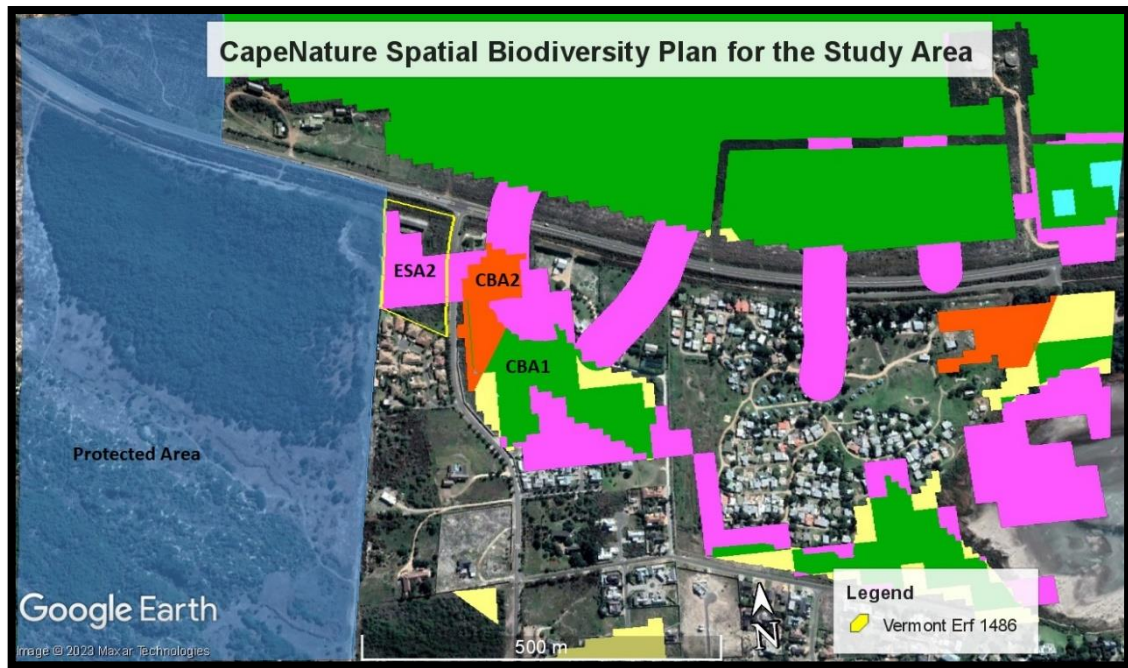 CapeNature Spatial Biodiversity Plan for the Study Area
ESA2
CBA2
CBA1
Protected Area
Google Earth
Image © 2023 Maxar Technologies
500 m
N
Legend
Vermont Erf 1486